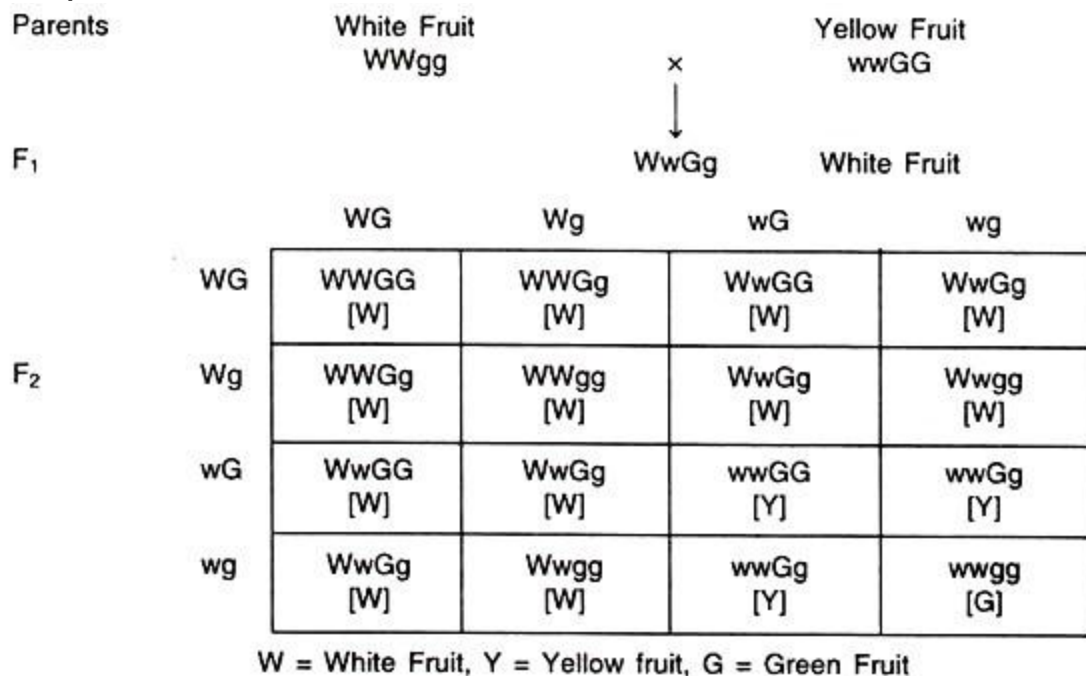 Parents White Fruit Yellow Fruit
WWgg × wwGG
F₁ WwGg White Fruit
WG Wg wG wg
WG WWGG WWGg WwGG WwGg
[W] [W] [W] [W]
F₂ Wg WWGg WWgg WwGg Wwgg
[W] [W] [W] [W]
wG WwGG WwGg wwGG wwGg
[W] [W] [Y] [Y]
wg WwGg Wwgg wwGg wwgg
[W] [W] [Y] [G]
W = White Fruit, Y = Yellow fruit, G = Green Fruit